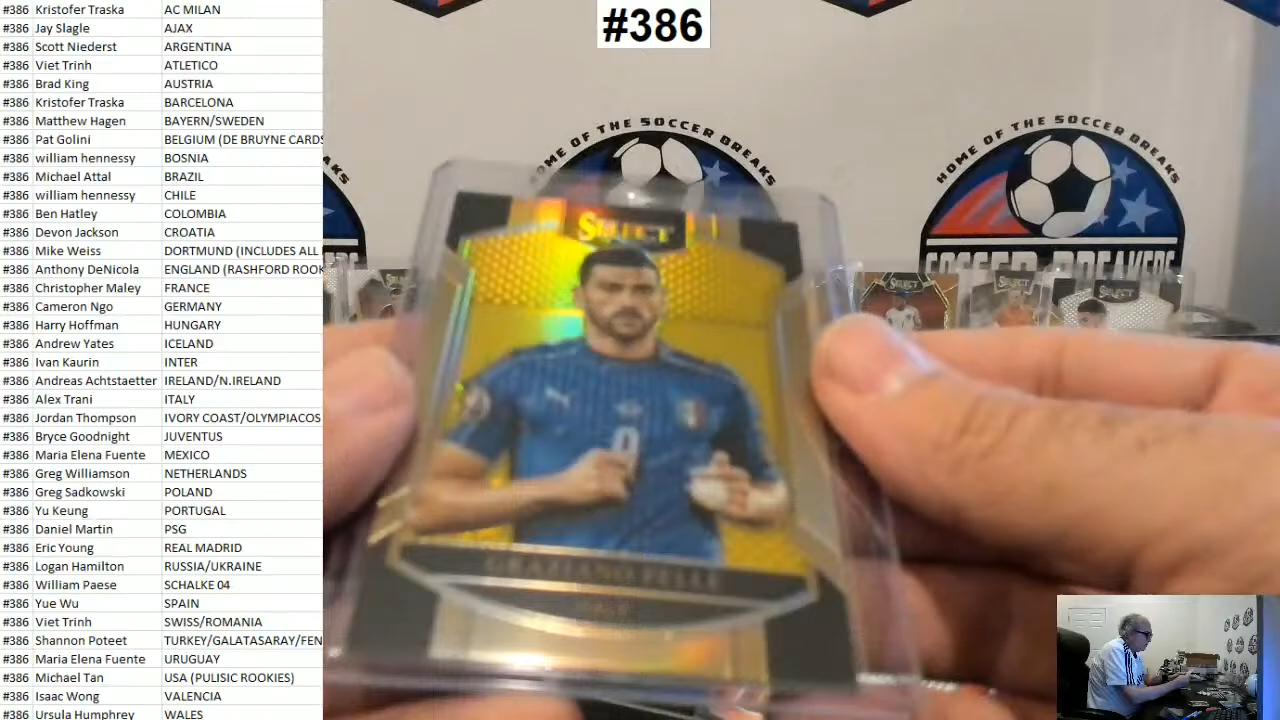 #386 Kristofer Traska AC MILAN
#386 Jay Slagle AJAX
#386 Scott Niederst ARGENTINA
#386 Viet Trinh ATLETICO
#386 Brad King AUSTRIA
#386 Kristofer Traska BARCELONA
#386 Matthew Hagen BAYERN/SWEDEN
#386 Pat Golini BELGIUM (DE BRUYNE CARDS
#386 william hennessy BOSNIA
#386 Michael Attal BRAZIL
#386 william hennessy CHILE
#386 Ben Hatley COLOMBIA
#386 Devon Jackson CROATIA
#386 Mike Weiss DORTMUND (INCLUDES ALL
#386 Anthony DeNicola ENGLAND (RASHFORD ROOK
#386 Christopher Maley FRANCE
#386 Cameron Ngo GERMANY
#386 Harry Hoffman HUNGARY
#386 Andrew Yates ICELAND
#386 Ivan Kaurin INTER
#386 Andreas Achtstaetter IRELAND/N.IRELAND
#386 Alex Trani ITALY
#386 Jordan Thompson IVORY COAST/OLYMPIACOS
#386 Bryce Goodnight JUVENTUS
#386 Maria Elena Fuente MEXICO
#386 Greg Williamson NETHERLANDS
#386 Greg Sadkowski POLAND
#386 Yu Keung PORTUGAL
#386 Daniel Martin PSG
#386 Eric Young REAL MADRID
#386 Logan Hamilton RUSSIA/UKRAINE
#386 William Paese SCHALKE 04
#386 Yue Wu SPAIN
#386 Viet Trinh SWISS/ROMANIA
#386 Shannon Poteet TURKEY/GALATASARAY/FEN
#386 Maria Elena Fuente URUGUAY
#386 Michael Tan USA (PULISIC ROOKIES)
#386 Isaac Wong VALENCIA
#386 Ursula Humphrey WALES
#386
OME OF THE SOCCER BREAKS
HOME OF THE SOCCER BREAKS
SOCCER BREAKERS
SELECT
SELECT
SELECT
SELECT
9
GRAZIANO PELLE